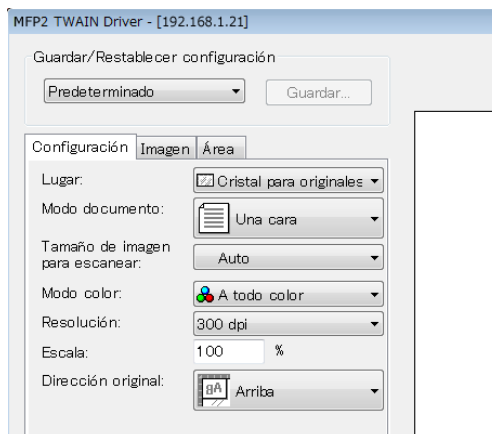 MFP2 TWAIN Driver - [192.168.1.21]
Guardar/Restablecer configuración
Predeterminado Guardar...
Configuración Imagen Área
Lugar: Cristal para originales
Modo documento: Una cara
Tamaño de imagen
para escanear: Auto
Modo color: A todo color
Resolución: 300 dpi
Escala: 100 %
Dirección original: Arriba